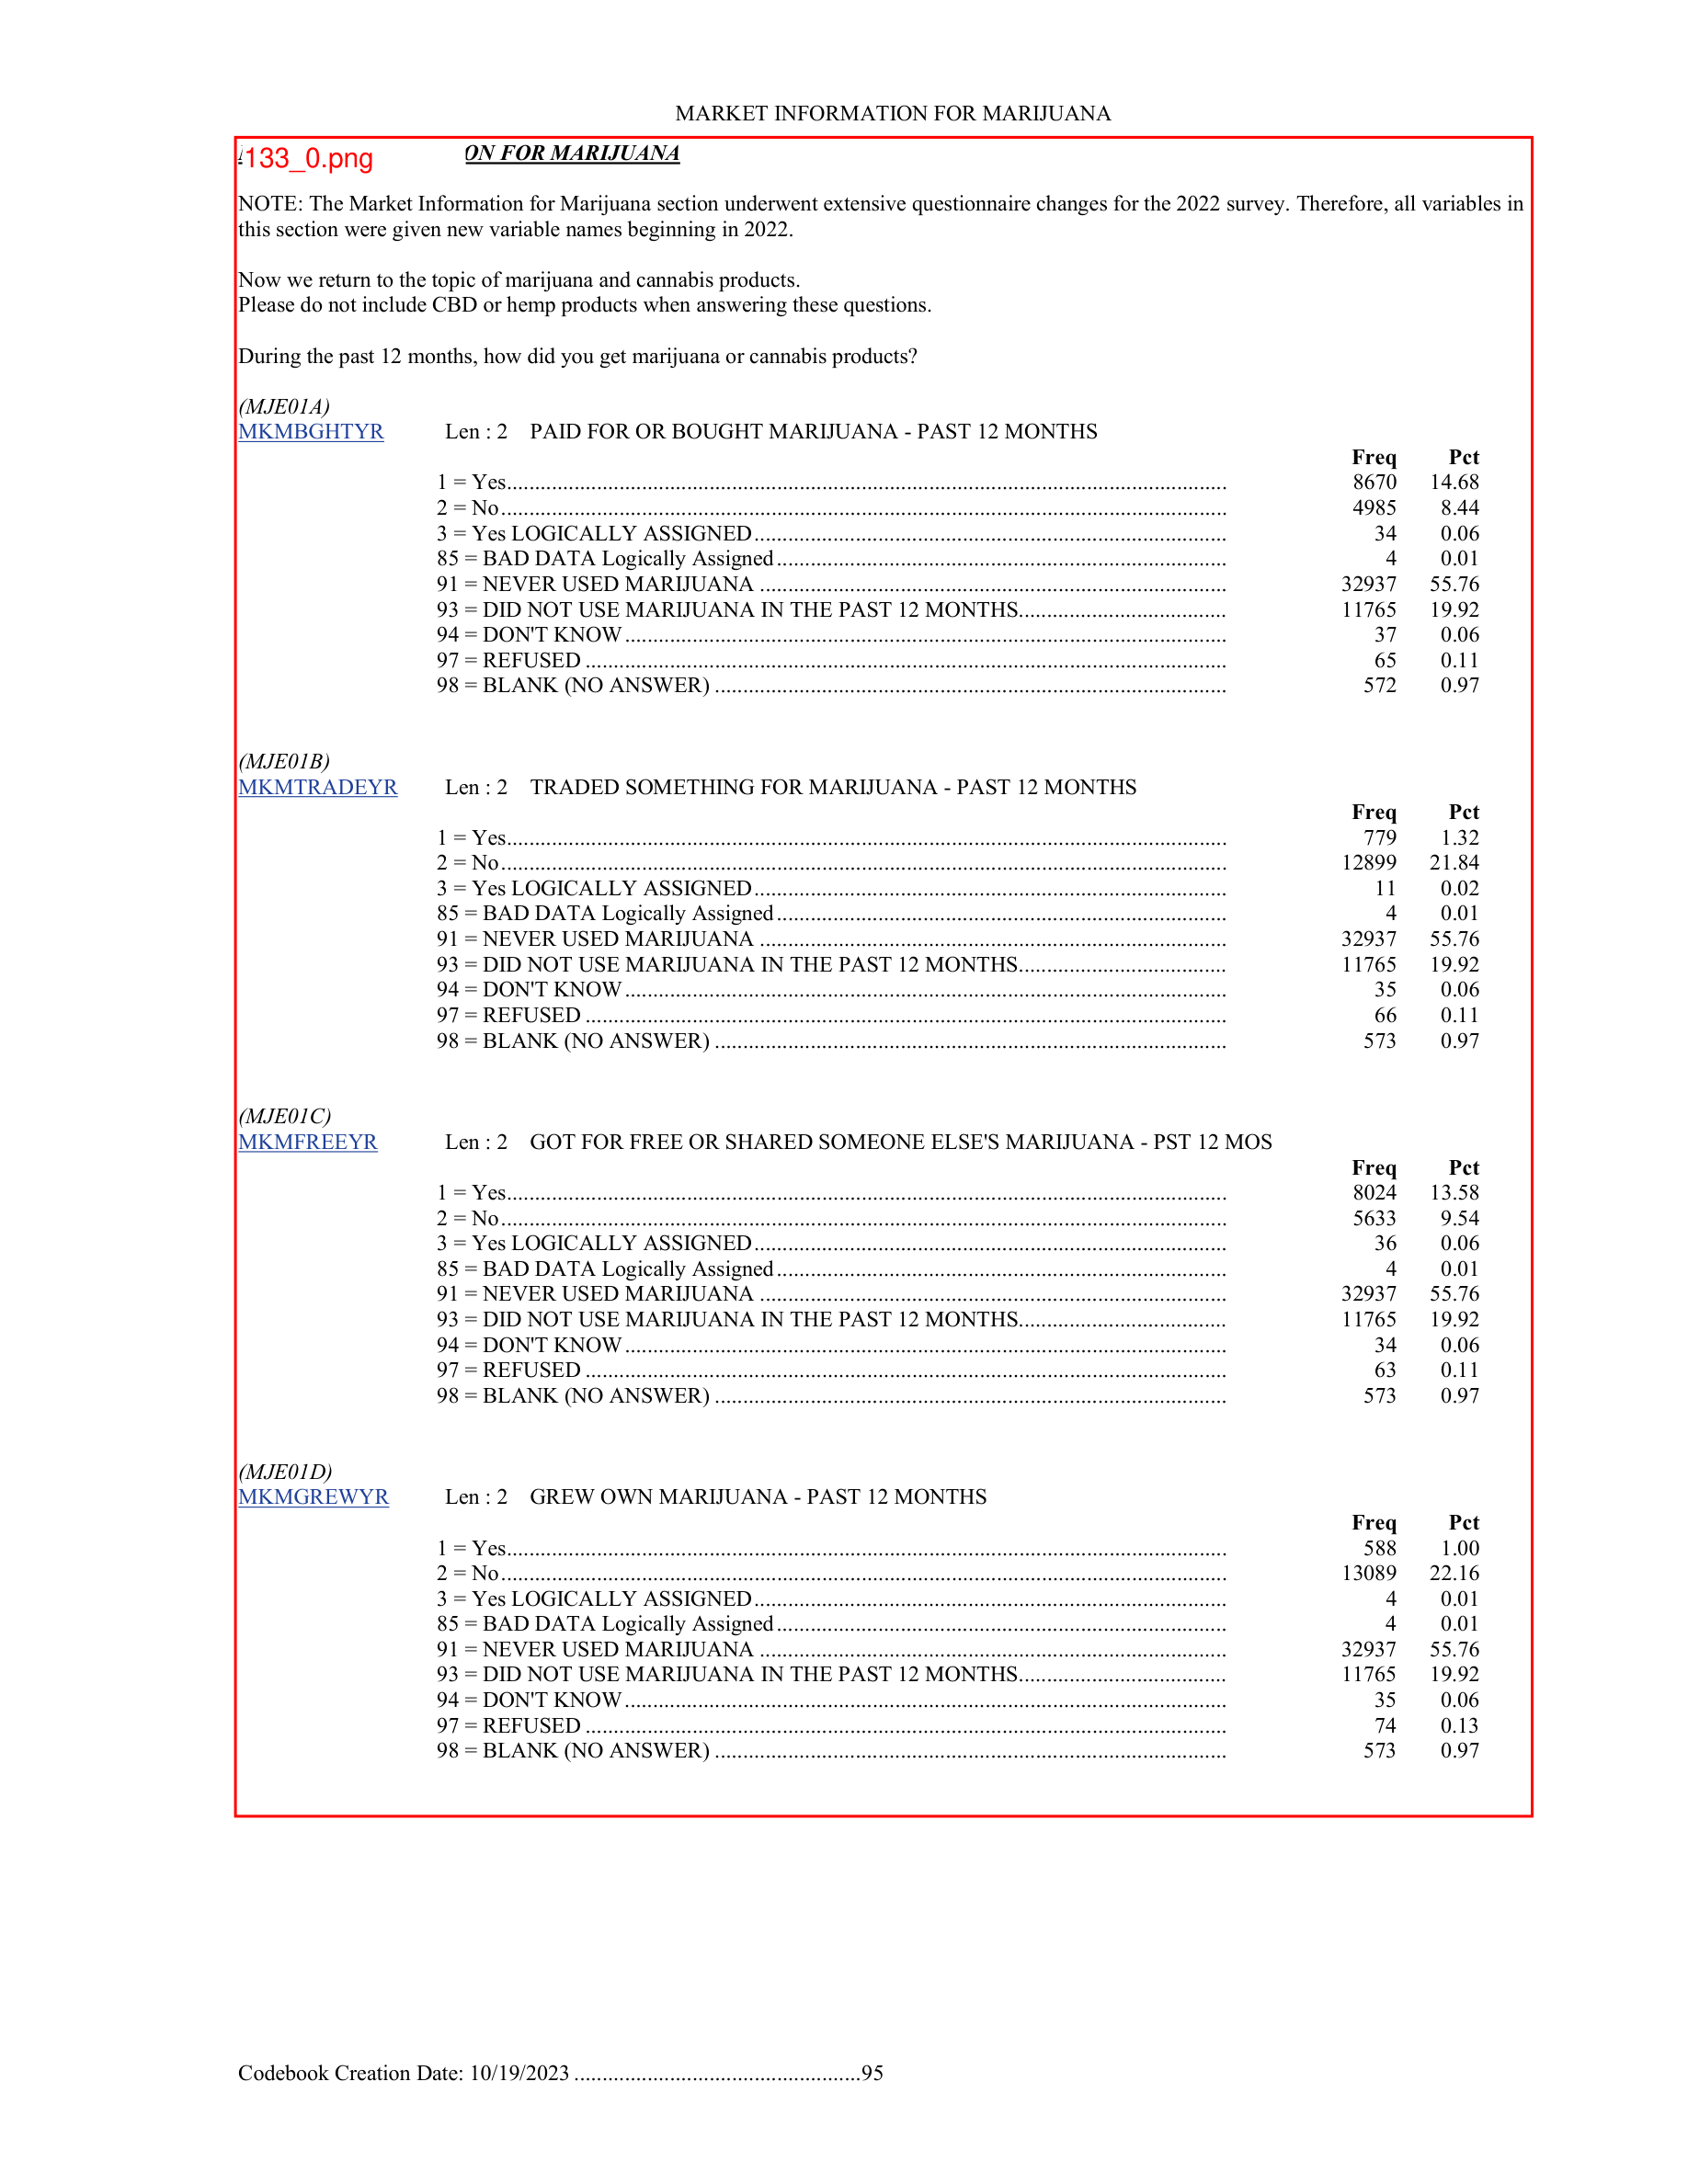 MARKET INFORMATION FOR MARIJUANA
133_0.png ON FOR MARIJUANA
NOTE: The Market Information for Marijuana section underwent extensive questionnaire changes for the 2022 survey. Therefore, all variables in
this section were given new variable names beginning in 2022.
Now we return to the topic of marijuana and cannabis products.
Please do not include CBD or hemp products when answering these questions.
During the past 12 months, how did you get marijuana or cannabis products?
(MJE01A)
MKMBGHTYR Len : 2 PAID FOR OR BOUGHT MARIJUANA - PAST 12 MONTHS
Freq Pct
1 = Yes 8670 14.68
2 = No 4985 8.44
3 = Yes LOGICALLY ASSIGNED 34 0.06
85 = BAD DATA Logically Assigned 4 0.01
91 = NEVER USED MARIJUANA 32937 55.76
93 = DID NOT USE MARIJUANA IN THE PAST 12 MONTHS 11765 19.92
94 = DON'T KNOW 37 0.06
97 = REFUSED 65 0.11
98 = BLANK (NO ANSWER) 572 0.97
(MJE01B)
MKMTRADEYR Len : 2 TRADED SOMETHING FOR MARIJUANA - PAST 12 MONTHS
Freq Pct
1 = Yes 779 1.32
2 = No 12899 21.84
3 = Yes LOGICALLY ASSIGNED 11 0.02
85 = BAD DATA Logically Assigned 4 0.01
91 = NEVER USED MARIJUANA 32937 55.76
93 = DID NOT USE MARIJUANA IN THE PAST 12 MONTHS 11765 19.92
94 = DON'T KNOW 35 0.06
97 = REFUSED 66 0.11
98 = BLANK (NO ANSWER) 573 0.97
(MJE01C)
MKMFREEYR Len : 2 GOT FOR FREE OR SHARED SOMEONE ELSE'S MARIJUANA - PST 12 MOS
Freq Pct
1 = Yes 8024 13.58
2 = No 5633 9.54
3 = Yes LOGICALLY ASSIGNED 36 0.06
85 = BAD DATA Logically Assigned 4 0.01
91 = NEVER USED MARIJUANA 32937 55.76
93 = DID NOT USE MARIJUANA IN THE PAST 12 MONTHS 11765 19.92
94 = DON'T KNOW 34 0.06
97 = REFUSED 63 0.11
98 = BLANK (NO ANSWER) 573 0.97
(MJE01D)
MKMGREWYR Len : 2 GREW OWN MARIJUANA - PAST 12 MONTHS
Freq Pct
1 = Yes 588 1.00
2 = No 13089 22.16
3 = Yes LOGICALLY ASSIGNED 4 0.01
85 = BAD DATA Logically Assigned 4 0.01
91 = NEVER USED MARIJUANA 32937 55.76
93 = DID NOT USE MARIJUANA IN THE PAST 12 MONTHS 11765 19.92
94 = DON'T KNOW 35 0.06
97 = REFUSED 74 0.13
98 = BLANK (NO ANSWER) 573 0.97
Codebook Creation Date: 10/19/2023 95